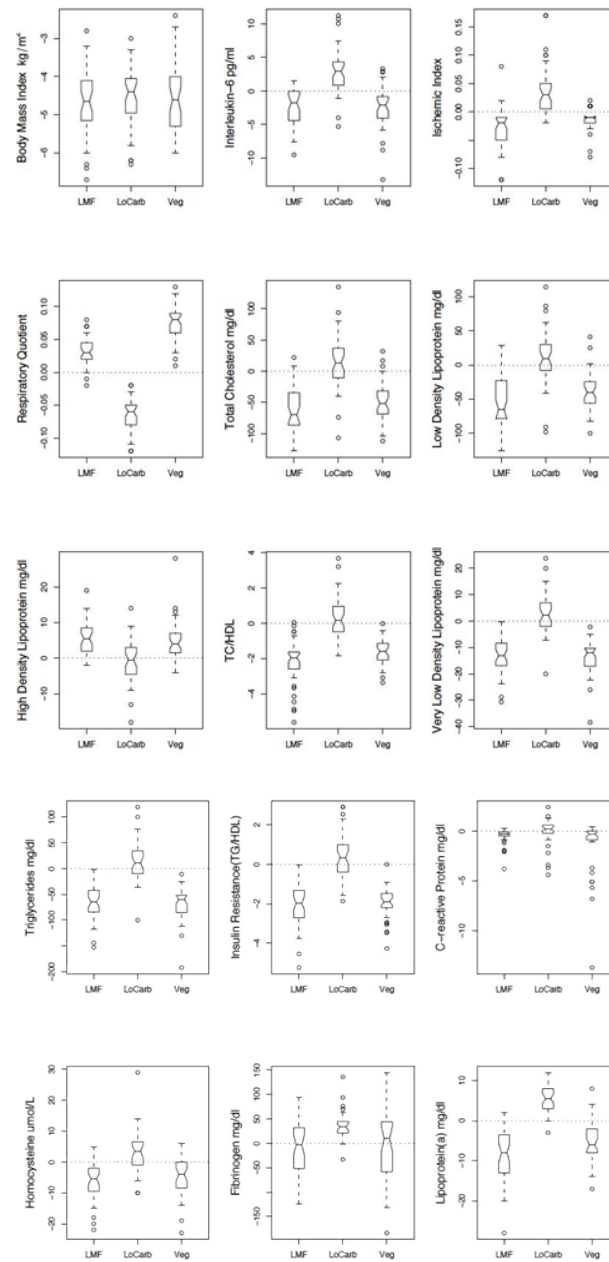 Body Mass Index kg/m²
-3
-4
-5
-6
LMF LoCarb Veg
Interleukin-6 pg/ml
10
5
0
-5
-10
LMF LoCarb Veg
Ischemic Index
0.15
0.10
0.05
0.00
-0.10
LMF LoCarb Veg
Respiratory Quotient
0.10
0.05
0.00
-0.05
-0.10
LMF LoCarb Veg
Total Cholesterol mg/dl
100
50
0
-50
-100
LMF LoCarb Veg
Low Density Lipoprotein mg/dl
100
50
0
-50
-100
LMF LoCarb Veg
High Density Lipoprotein mg/dl
20
10
0
-10
LMF LoCarb Veg
TC/HDL
4
2
0
-2
-4
LMF LoCarb Veg
Very Low Density Lipoprotein mg/dl
20
10
0
-10
-20
-30
-40
LMF LoCarb Veg
Triglycerides mg/dl
100
50
0
-50
-100
-200
LMF LoCarb Veg
Insulin Resistance(TG/HDL)
2
0
-2
-4
LMF LoCarb Veg
C-reactive Protein mg/dl
0
-5
-10
LMF LoCarb Veg
Homocysteine umol/L
30
20
10
0
-10
-20
LMF LoCarb Veg
Fibrinogen mg/dl
150
100
50
0
-50
-150
LMF LoCarb Veg
Lipoprotein(a) mg/dl
10
0
-10
-20
LMF LoCarb Veg